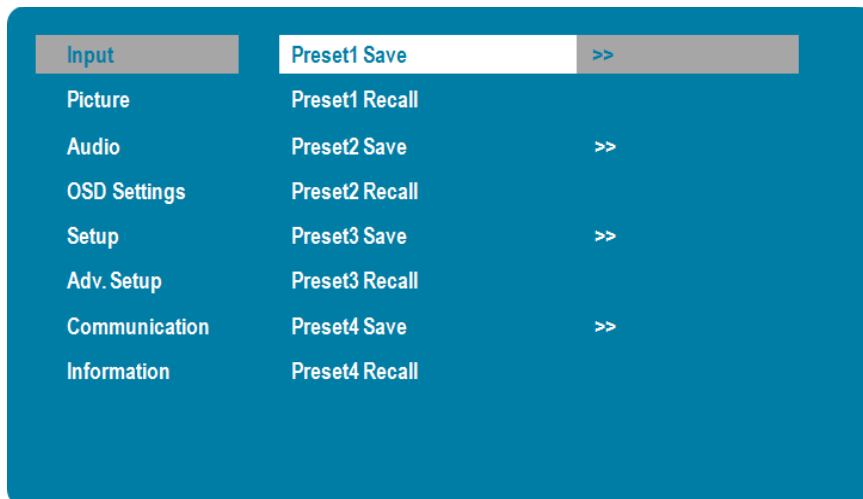 Input Preset1 Save >>
Picture Preset1 Recall
Audio Preset2 Save >>
OSD Settings Preset2 Recall
Setup Preset3 Save >>
Adv. Setup Preset3 Recall
Communication Preset4 Save >>
Information Preset4 Recall